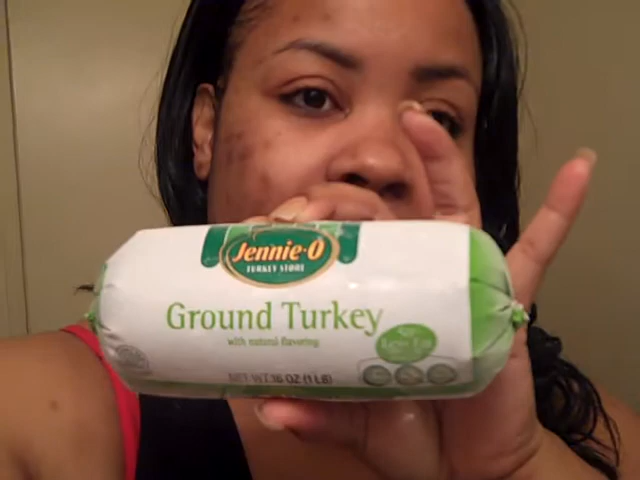 Jennie-O
TURKEY STORE
Ground Turkey
with natural flavoring
NET WT. 16 OZ (1 LB)